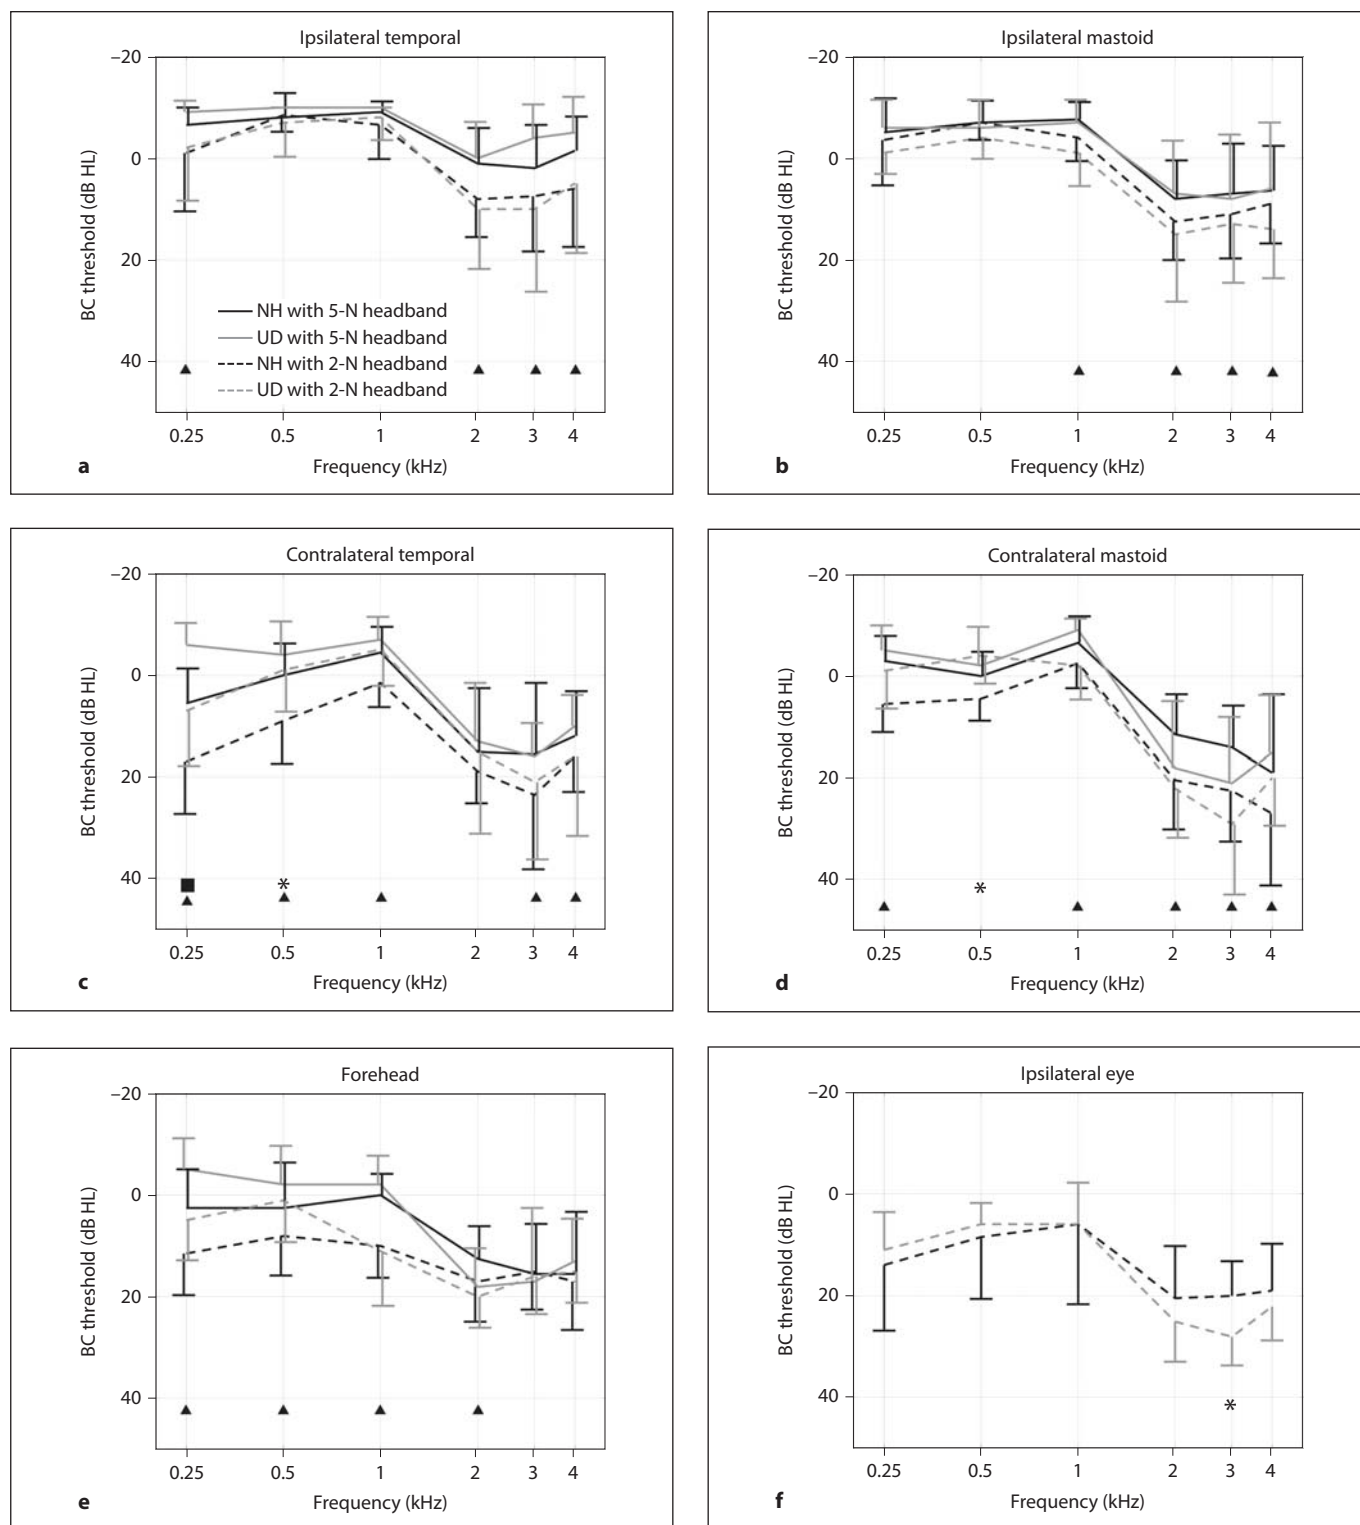 Ipsilateral temporal
–20
0
20
40
BC threshold (dB HL)
NH with 5-N headband
UD with 5-N headband
NH with 2-N headband
UD with 2-N headband
0.25 0.5 1 2 3 4
Frequency (kHz)
a
Ipsilateral mastoid
–20
0
20
40
BC threshold (dB HL)
0.25 0.5 1 2 3 4
Frequency (kHz)
b
Contralateral temporal
–20
0
20
40
BC threshold (dB HL)
*
0.25 0.5 1 2 3 4
Frequency (kHz)
c
Contralateral mastoid
–20
0
20
40
BC threshold (dB HL)
*
0.25 0.5 1 2 3 4
Frequency (kHz)
d
Forehead
–20
0
20
40
BC threshold (dB HL)
0.25 0.5 1 2 3 4
Frequency (kHz)
e
Ipsilateral eye
–20
0
20
40
BC threshold (dB HL)
*
0.25 0.5 1 2 3 4
Frequency (kHz)
f